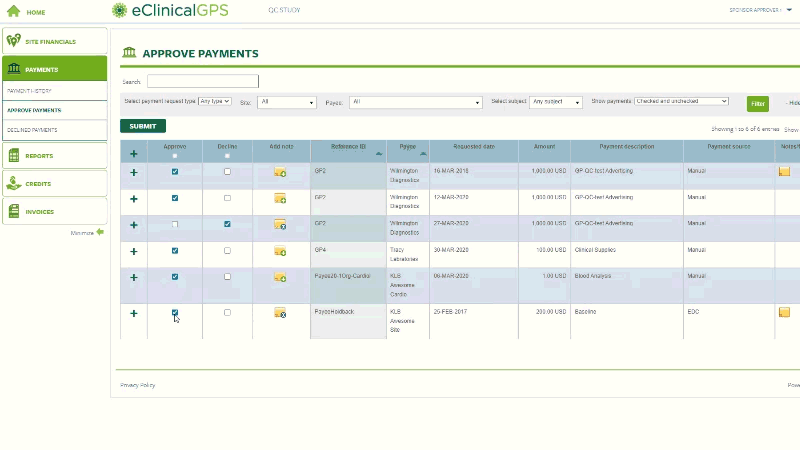 HOME
eClinicalGPS
QC STUDY
SPONSOR APPROVER
SITE FINANCIALS
PAYMENTS
PAYMENT HISTORY
APPROVE PAYMENTS
DECLINED PAYMENTS
REPORTS
CREDITS
INVOICES
Minimize
APPROVE PAYMENTS
Search:
Select payment request type: Any type Site: All Payee: All Select subject Any subject Show payments: Checked and unchecked Filter - Hide
SUBMIT
Showing 1 to 6 of 6 entries Show
Approve Decline Add note Reference ID Payee Requested date Amount Payment description Payment source
GP2 Wilmington 16-MAR-2018 1,000.00 USD GP-QC-test Advertising Manual
Diagnostics
GP2 Wilmington 12-MAR-2020 1,000.00 USD GP-QC-test Advertising Manual
Diagnostics
GP2 Wilmington 27-MAR-2020 1,000.00 USD GP-QC-test Advertising Manual
Diagnostics
GP4 Tracy 30-MAR-2020 100.00 USD Clinical Supplies Manual
Labratories
Payee20-1Org-Cardiol KLB 06-MAR-2020 1.00 USD Blood Analysis Manual
Awesome
Cardio
PayeeHoldback KLB 25-FEB-2017 200.00 USD Baseline EDC
Awesome
Site
Privacy Policy